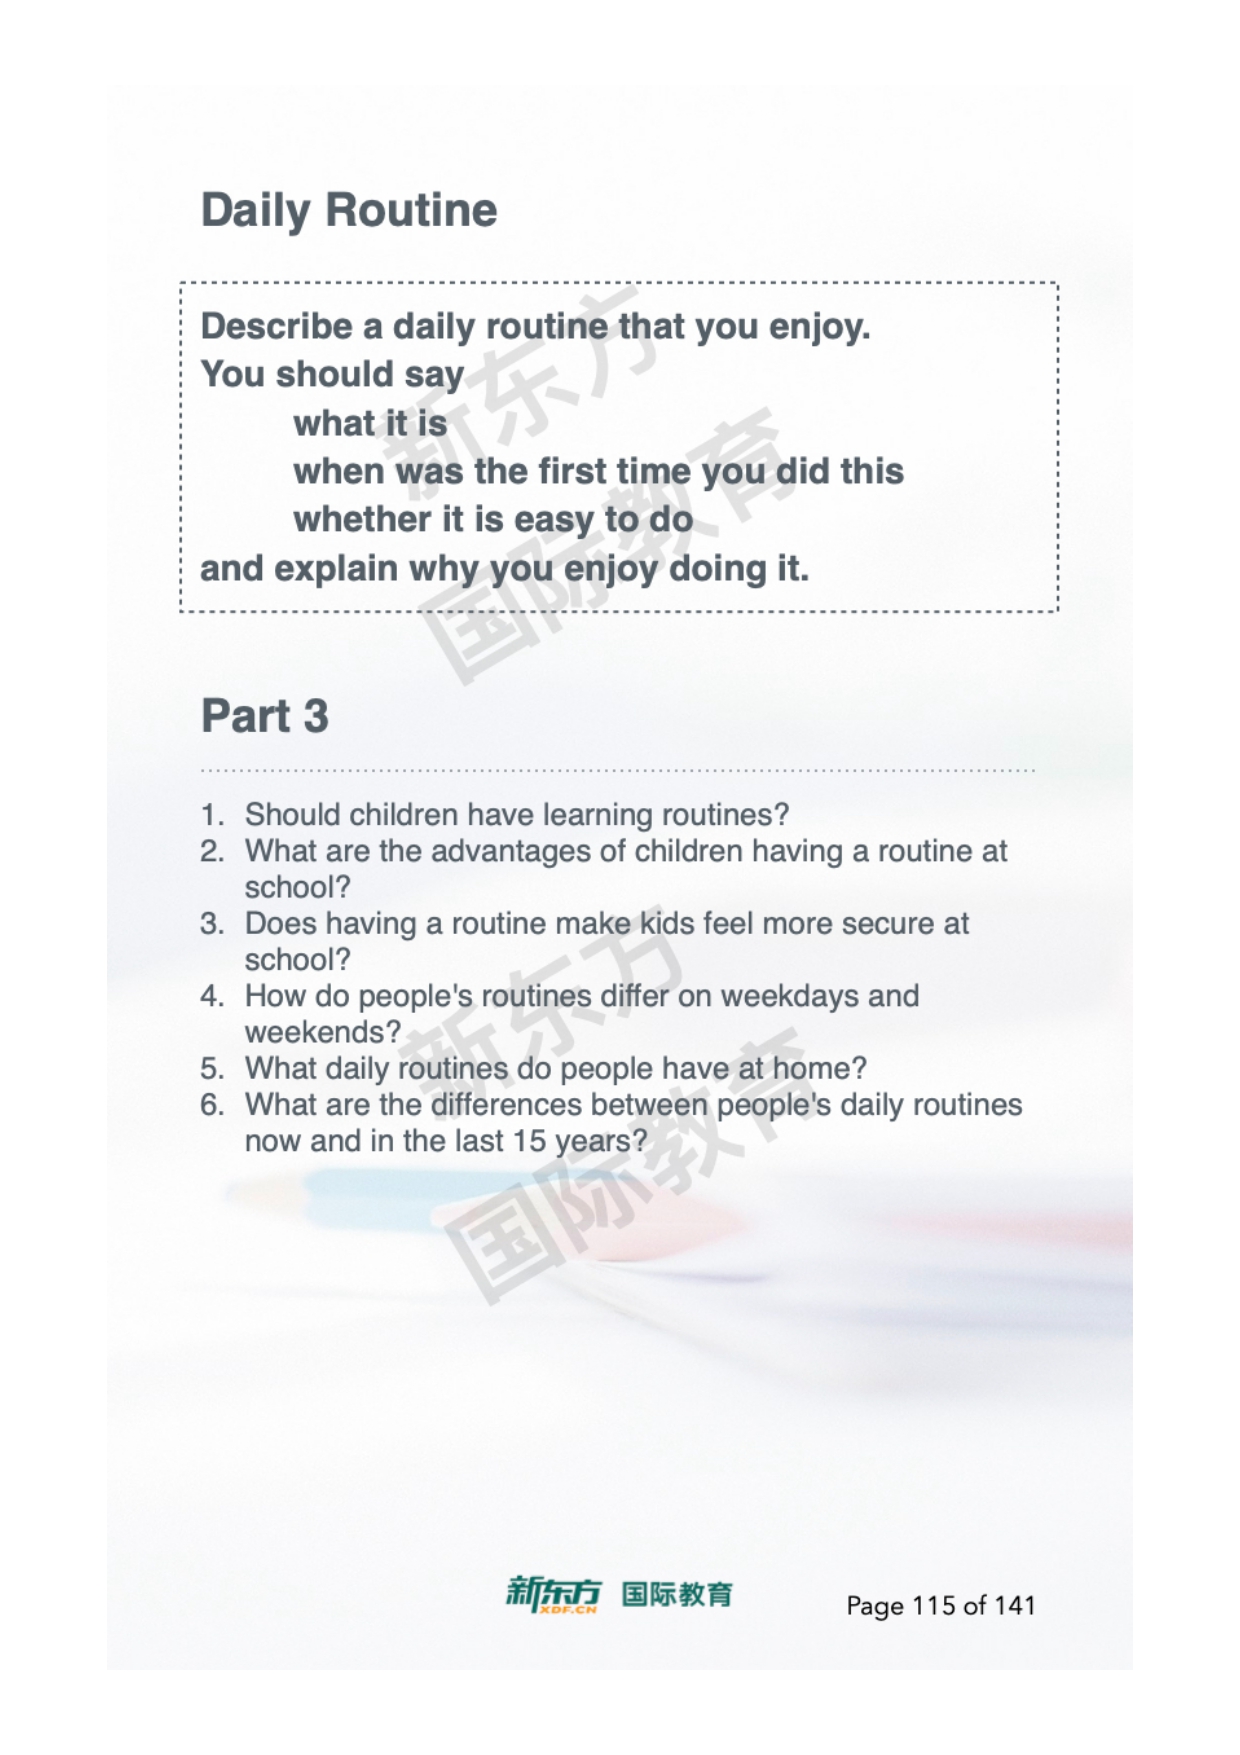 Daily Routine
Describe a daily routine that you enjoy.
You should say
what it is
when was the first time you did this
whether it is easy to do
and explain why you enjoy doing it.
新东方
国际教育
Part 3
1. Should children have learning routines?
2. What are the advantages of children having a routine at
school?
3. Does having a routine make kids feel more secure at
school?
4. How do people's routines differ on weekdays and
weekends?
5. What daily routines do people have at home?
6. What are the differences between people's daily routines
now and in the last 15 years?
新东方
国际教育
新东方 国际教育
XDF.CN
Page 115 of 141